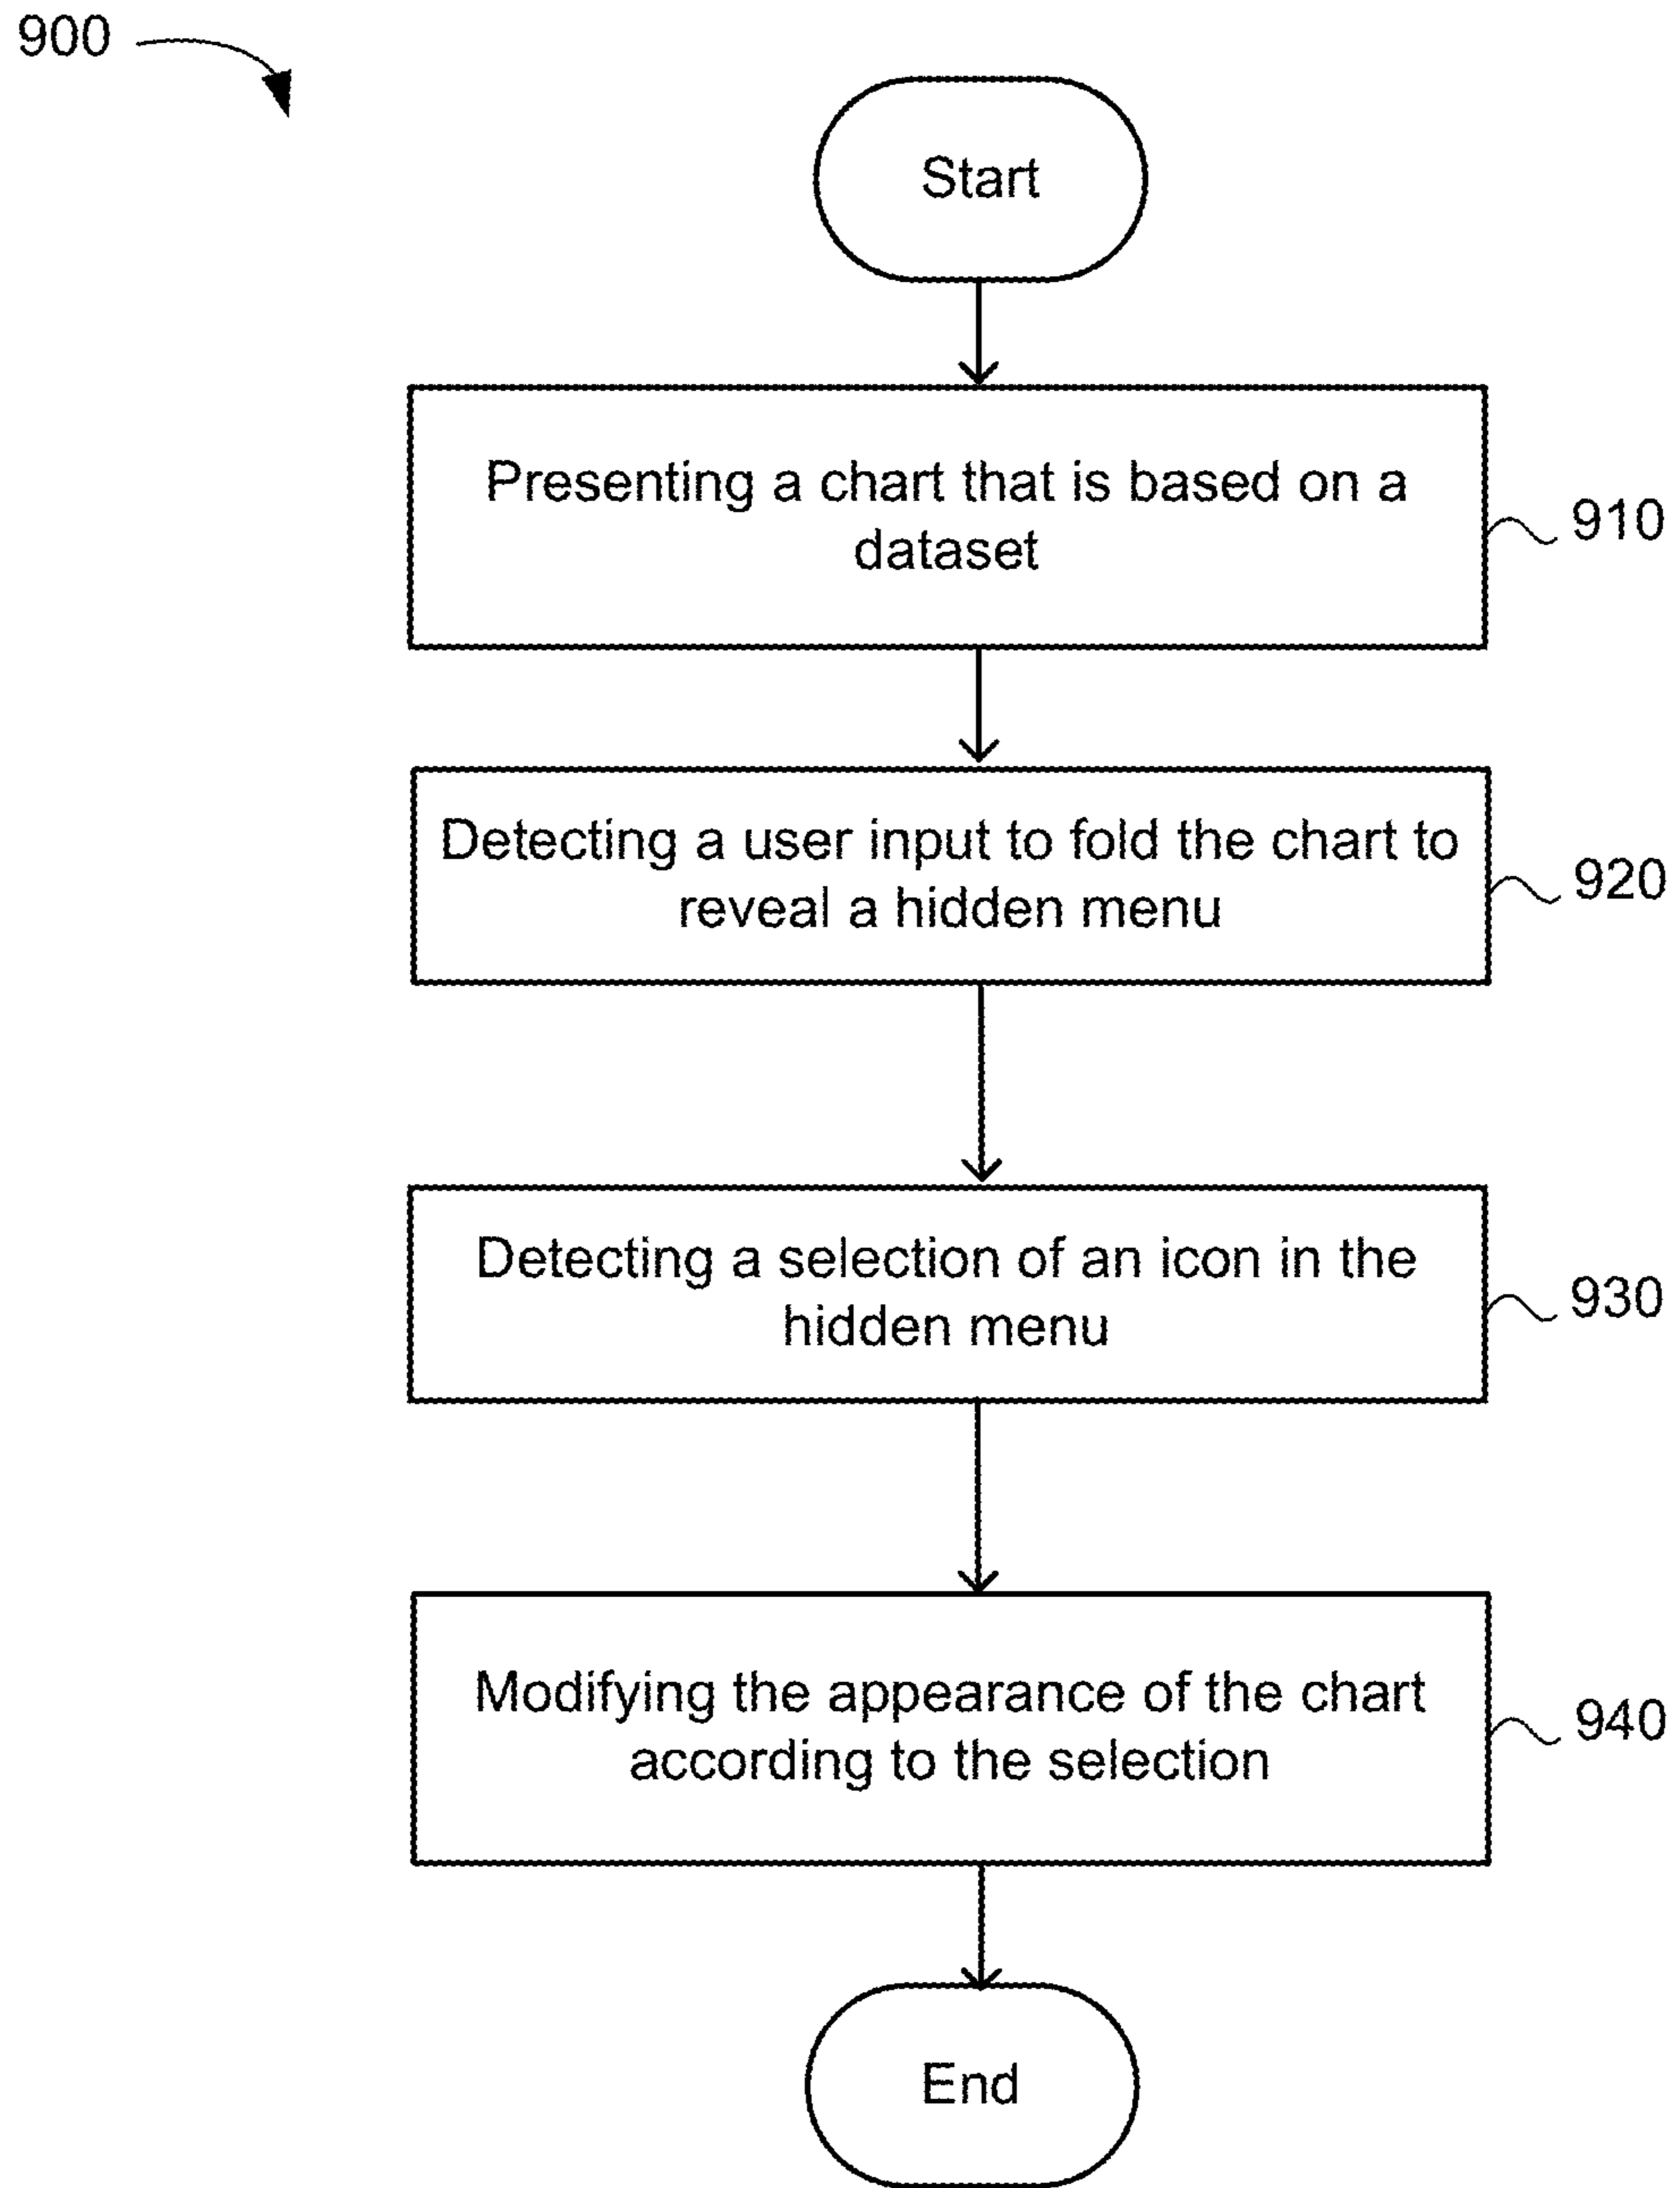 900
Start
Presenting a chart that is based on a
dataset
910
Detecting a user input to fold the chart to
reveal a hidden menu
920
Detecting a selection of an icon in the
hidden menu
930
Modifying the appearance of the chart
according to the selection
940
End